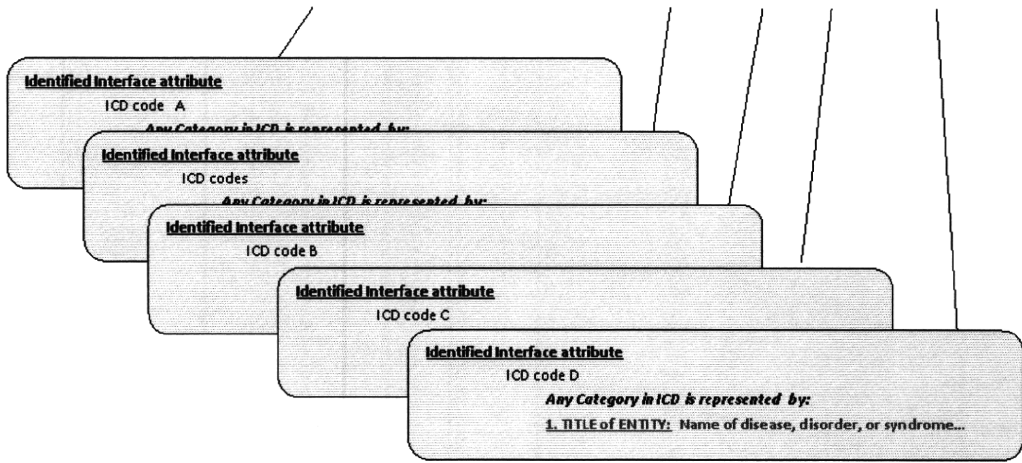 Identified Interface attribute
ICD code A
Any Category in ICD is represented by:
Identified Interface attribute
ICD codes
Any Category in ICD is represented by:
Identified Interface attribute
ICD code B
Identified Interface attribute
ICD code C
Identified Interface attribute
ICD code D
Any Category in ICD is represented by:
1. TITLE of ENTITY: Name of disease, disorder, or syndrome...